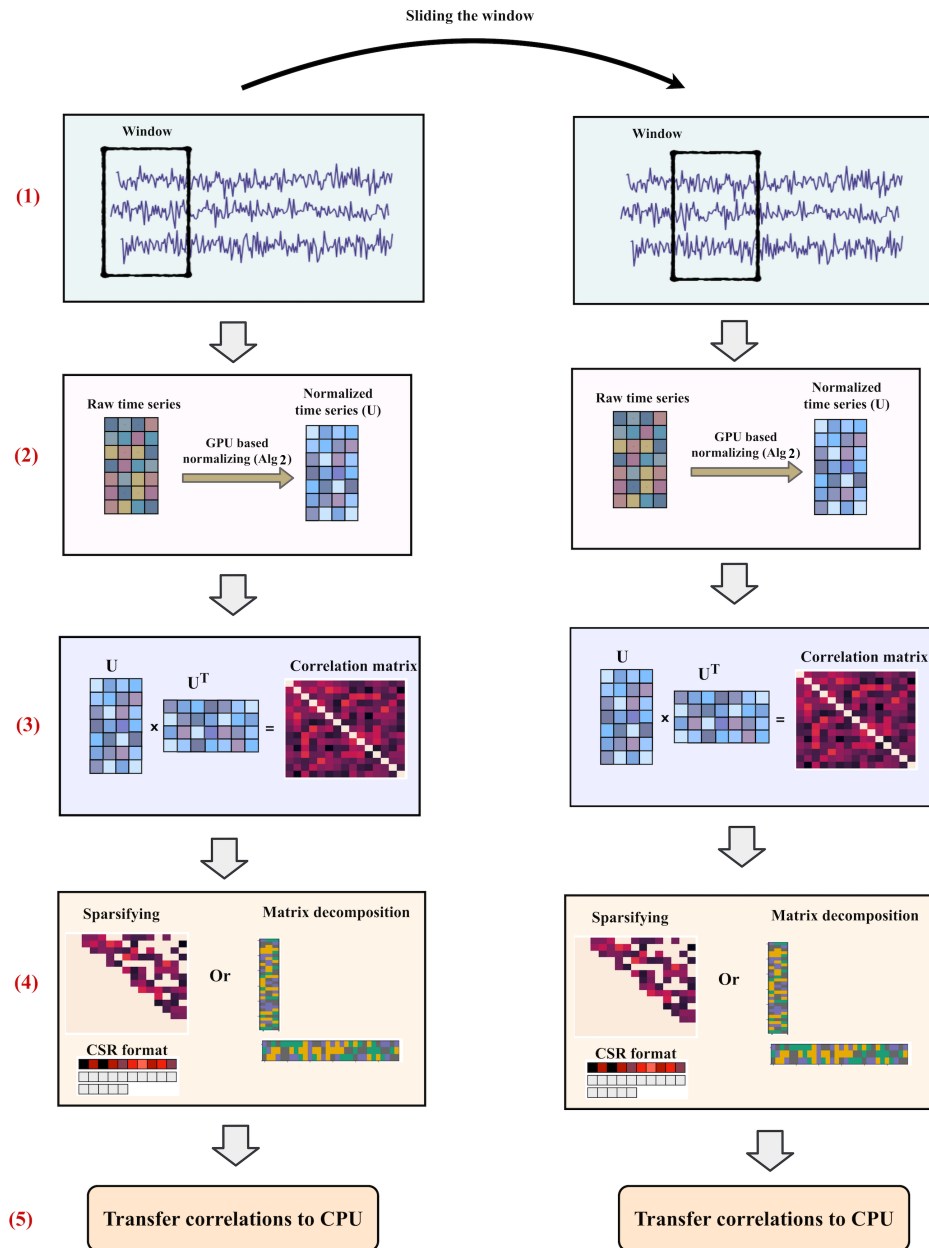 Sliding the window
Window
Window
(1)
Raw time series
Normalized
time series (U)
GPU based
normalizing (Alg 2)
Raw time series
Normalized
time series (U)
GPU based
normalizing (Alg 2)
(2)
U
U^T
Correlation matrix
x
=
U
U^T
Correlation matrix
x
=
(3)
Sparsifying
Matrix decomposition
Or
CSR format
Sparsifying
Matrix decomposition
Or
CSR format
(4)
(5)
Transfer correlations to CPU
Transfer correlations to CPU